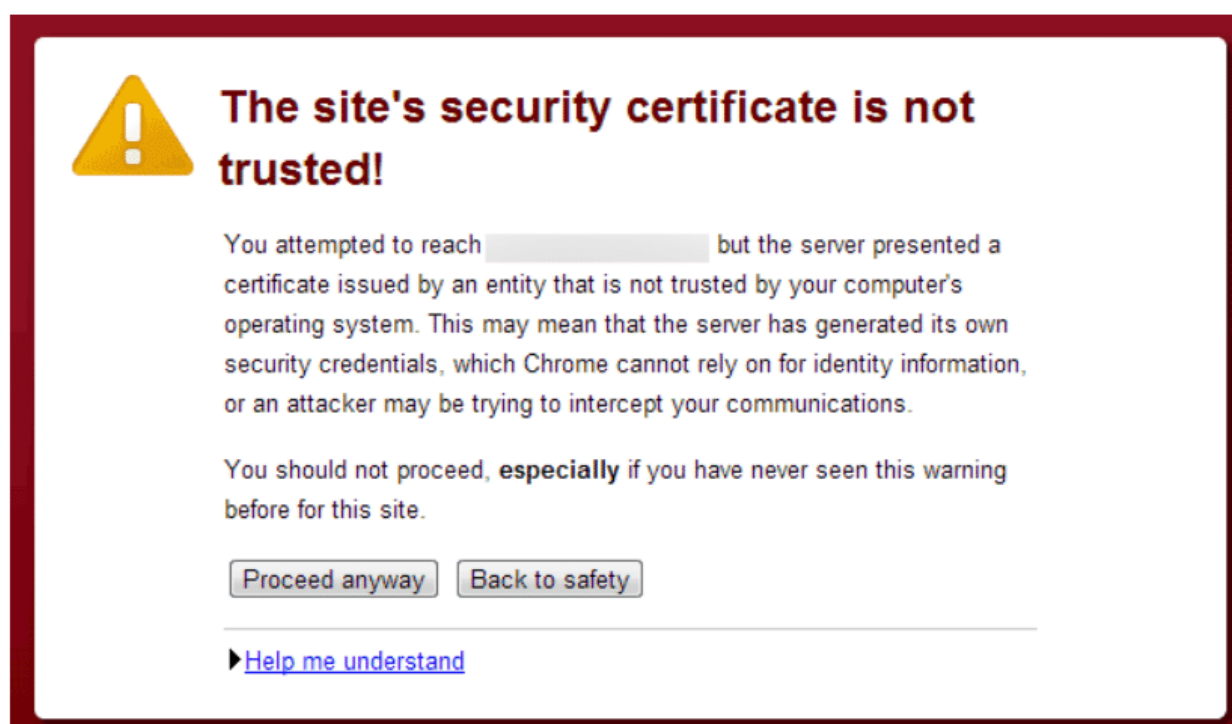 The site's security certificate is not
trusted!
You attempted to reach but the server presented a
certificate issued by an entity that is not trusted by your computer's
operating system. This may mean that the server has generated its own
security credentials, which Chrome cannot rely on for identity information,
or an attacker may be trying to intercept your communications.
You should not proceed, especially if you have never seen this warning
before for this site.
Proceed anyway Back to safety
Help me understand